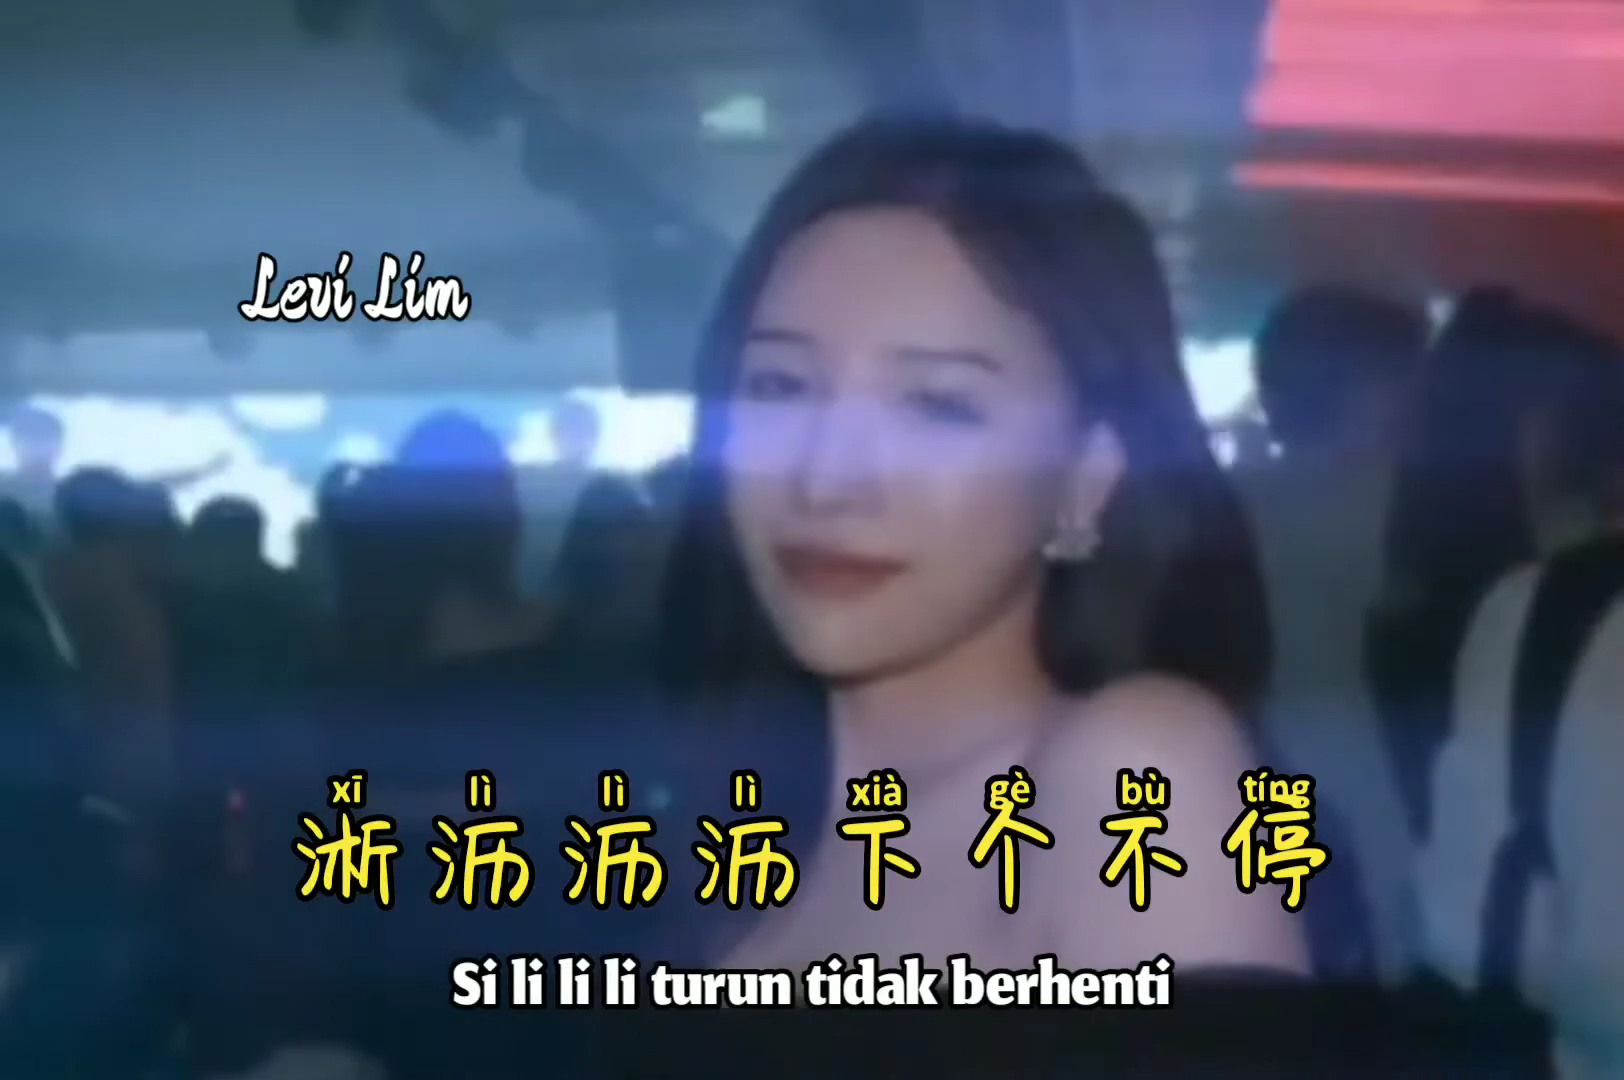 Levi Lim
xī lì lì lì xià gè bù tíng
淅沥沥沥下个不停
Si li li li turun tidak berhenti